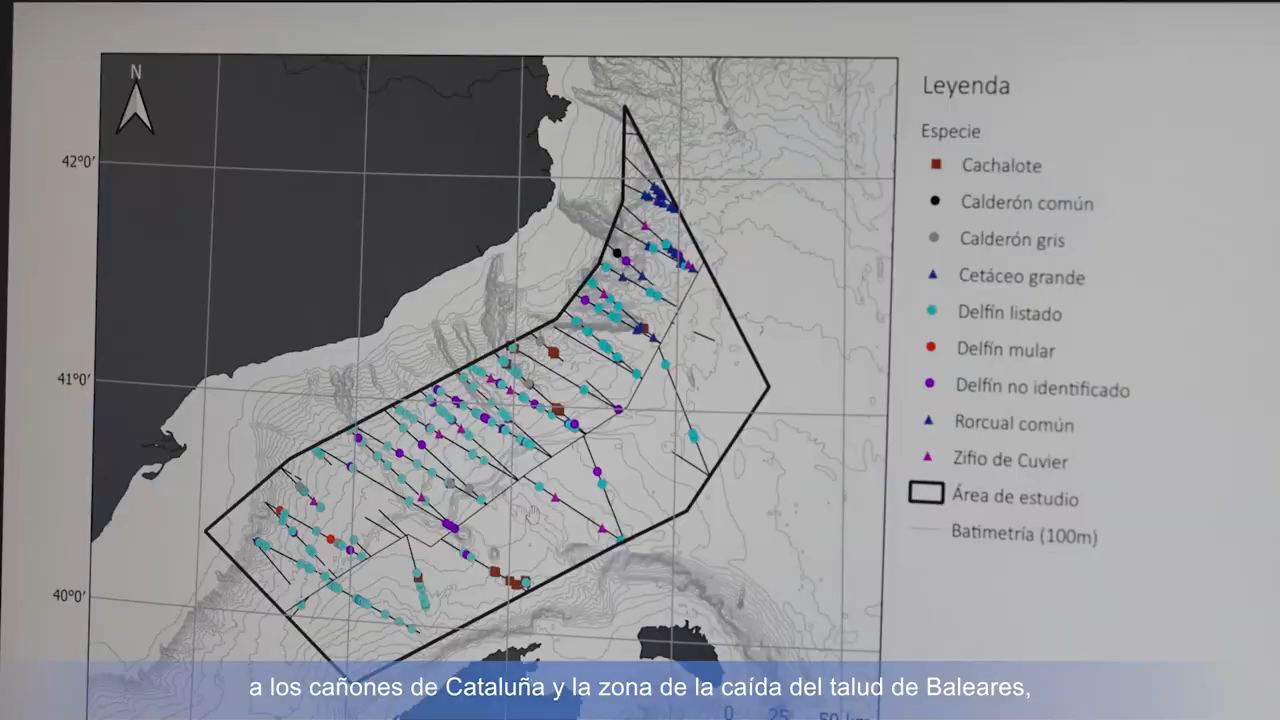 N
42°0'
41°0'
40°0'
Leyenda
Especie
Cachalote
Calderón común
Calderón gris
Cetáceo grande
Delfín listado
Delfín mular
Delfín no identificado
Rorcual común
Zifio de Cuvier
Área de estudio
Batimetría (100m)
a los cañones de Cataluña y la zona de la caída del talud de Baleares,
0 25 50 km